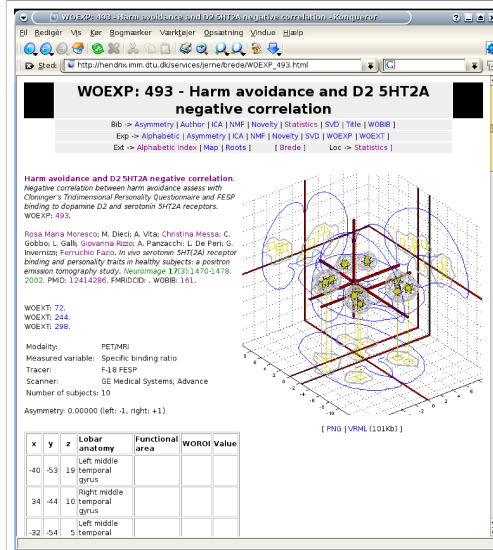 WOEXP: 493 - Harm avoidance and D2 5HT2A negative correlation - Konqueror
Fil Redigér Vis Kør Bogmærker Værktøjer Opsætning Vindue Hjælp
Sted: http://hendrix.imm.dtu.dk/services/jerne/brede/WOEXP_493.html
WOEXP: 493 - Harm avoidance and D2 5HT2A
negative correlation
Bib -> Asymmetry | Author | ICA | NMF | Novelty | Statistics | SVD | Title | WOBIB ]
Exp -> Alphabetic | Asymmetry | ICA | NMF | Novelty | SVD | WOEXP | WOEXT ]
Ext -> Alphabetic index | Map | Roots ] [ Brede ] Loc -> Statistics ]
Harm avoidance and D2 5HT2A negative correlation.
Negative correlation between harm avoidance assess with
Cloninger's Tridimensional Personality Questionnaire and FESP
binding to dopamine D2 and serotonin 5HT2A receptors.
WOEXP: 493.
Rosa Maria Moresco; M. Dieci; A. Vita; Christina Messa; C.
Gobbo; L. Galli; Giovanna Rizzo; A. Panzacchi; L. De Peri; G.
Invernizzi; Ferruchio Fazio. In vivo serotonin 5HT(2A) receptor
binding and personality traits in healthy subjects: a positron
emission tomography study. NeuroImage 17(3):1470-1478,
2002. PMID: 12414286. FMRIDCID: . WOBIB: 161.
WOEXT: 72.
WOEXT: 244.
WOEXT: 298.
Modality: PET/MRI
Measured variable: Specific binding ratio
Tracer: F-18 FESP
Scanner: GE Medical Systems, Advance
Number of subjects: 10
Asymmetry: 0.00000 (left: -1, right: +1)
[ PNG | VRML (101Kb) ]
x y z Lobar anatomy Functional area WOROI Value
-40 -53 19 Left middle temporal gyrus
34 -44 10 Right middle temporal gyrus
-32 -54 5 Left middle temporal